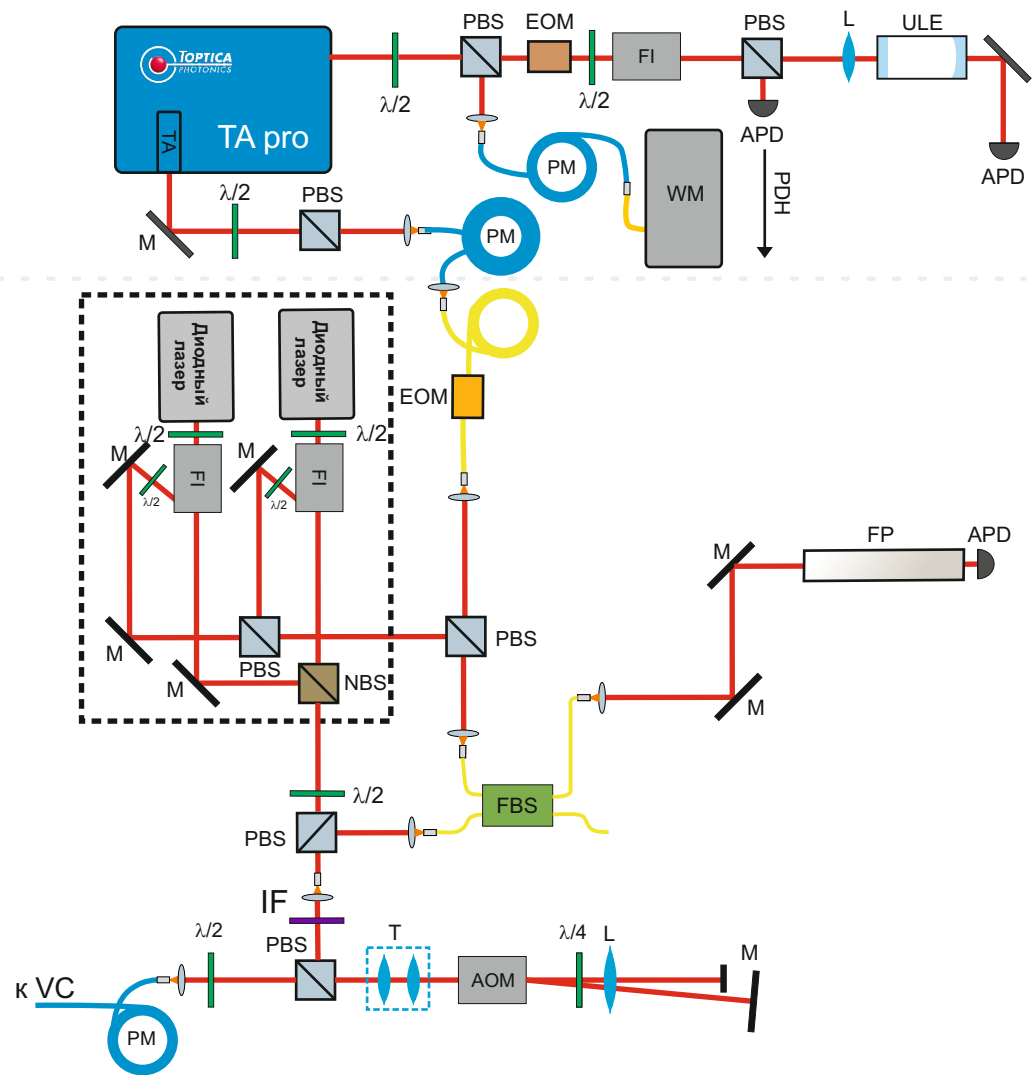 PBS
EOM
PBS
L
ULE
TOPTICA
PHOTONICS
FI
λ/2
λ/2
TA
TA pro
APD
PM
WM
PDH
APD
λ/2
PBS
M
PM
Диодный
лазер
Диодный
лазер
EOM
λ/2
M
λ/2
M
FI
FI
λ/2
λ/2
FP
APD
M
M
PBS
PBS
M
NBS
M
λ/2
FBS
PBS
IF
λ/2
PBS
T
λ/4
L
M
AOM
к VC
PM